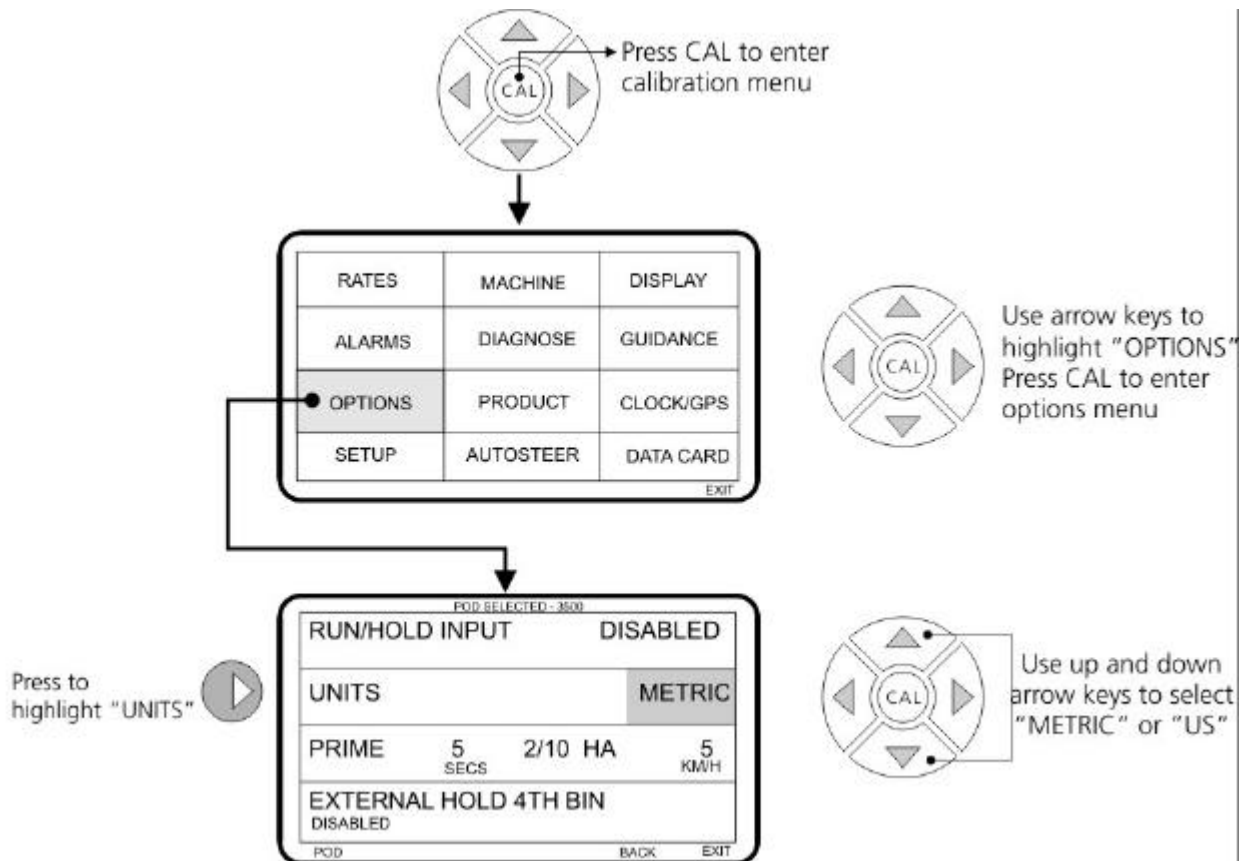 CAL
Press CAL to enter
calibration menu
RATES MACHINE DISPLAY
ALARMS DIAGNOSE GUIDANCE
OPTIONS PRODUCT CLOCK/GPS
SETUP AUTOSTEER DATA CARD
EXIT
CAL
Use arrow keys to
highlight "OPTIONS"
Press CAL to enter
options menu
POD SELECTED - 3500
RUN/HOLD INPUT DISABLED
UNITS METRIC
PRIME 5 2/10 HA 5
SECS KM/H
EXTERNAL HOLD 4TH BIN
DISABLED
POD BACK EXIT
Press to
highlight "UNITS"
CAL
Use up and down
arrow keys to select
"METRIC" or "US"